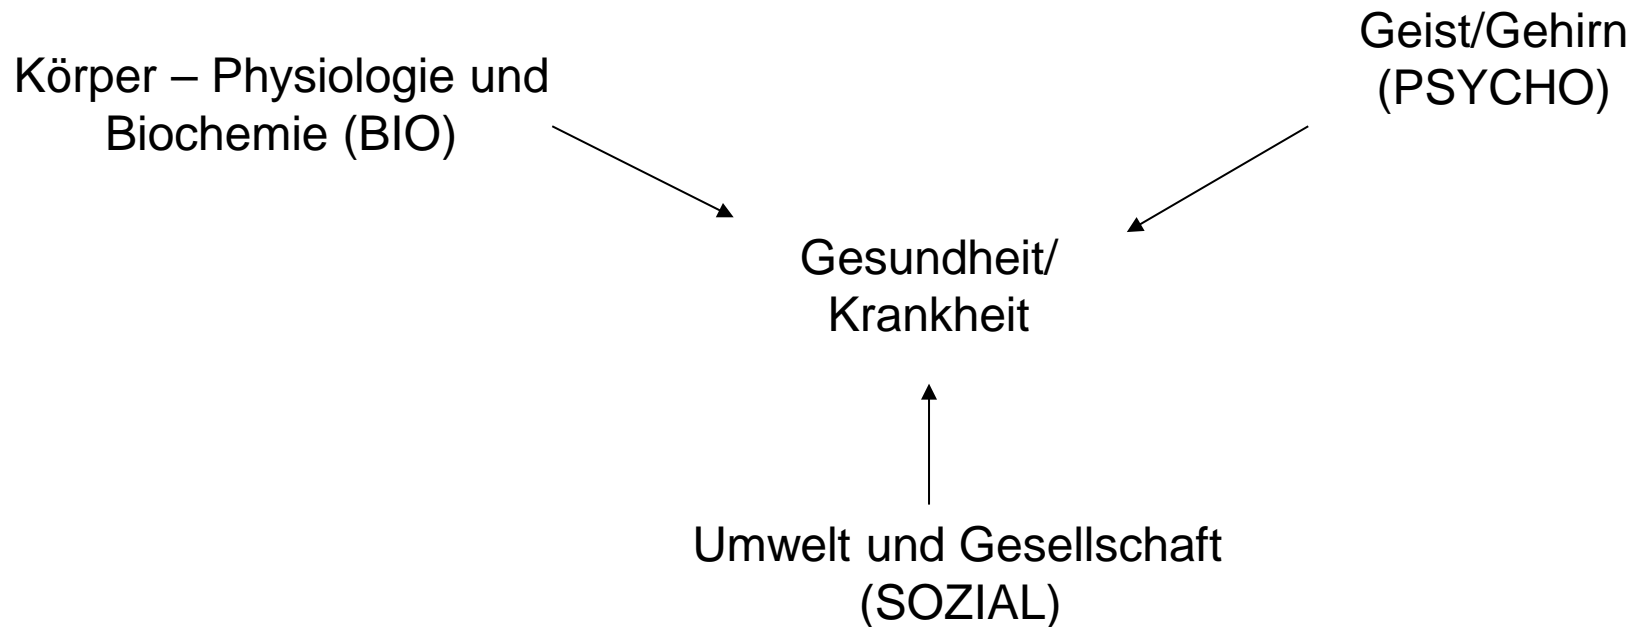 Körper – Physiologie und
Biochemie (BIO)
Geist/Gehirn
(PSYCHO)
Gesundheit/
Krankheit
Umwelt und Gesellschaft
(SOZIAL)